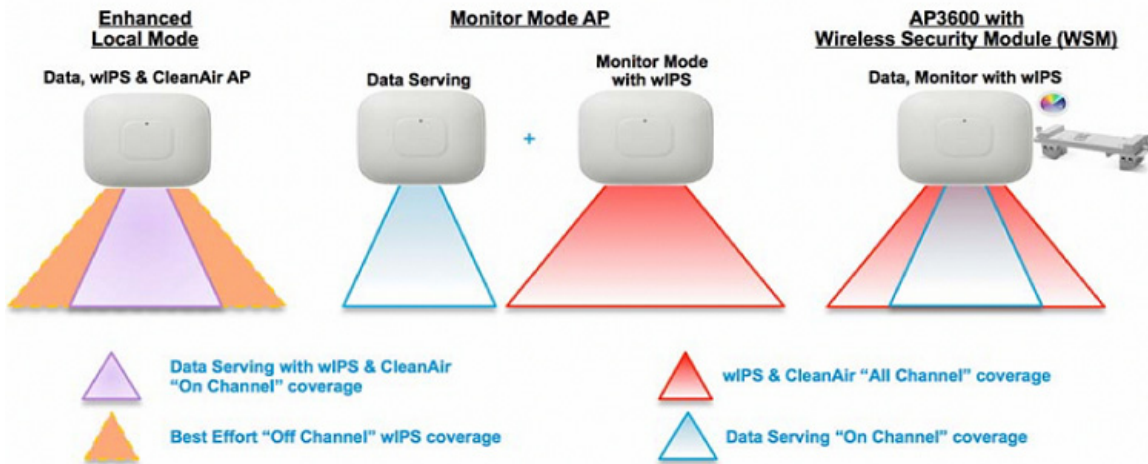 Enhanced
Local Mode
Data, wIPS & CleanAir AP
Monitor Mode AP
Data Serving
+
Monitor Mode
with wIPS
AP3600 with
Wireless Security Module (WSM)
Data, Monitor with wIPS
Data Serving with wIPS & CleanAir
“On Channel” coverage
Best Effort “Off Channel” wIPS coverage
wIPS & CleanAir “All Channel” coverage
Data Serving “On Channel” coverage